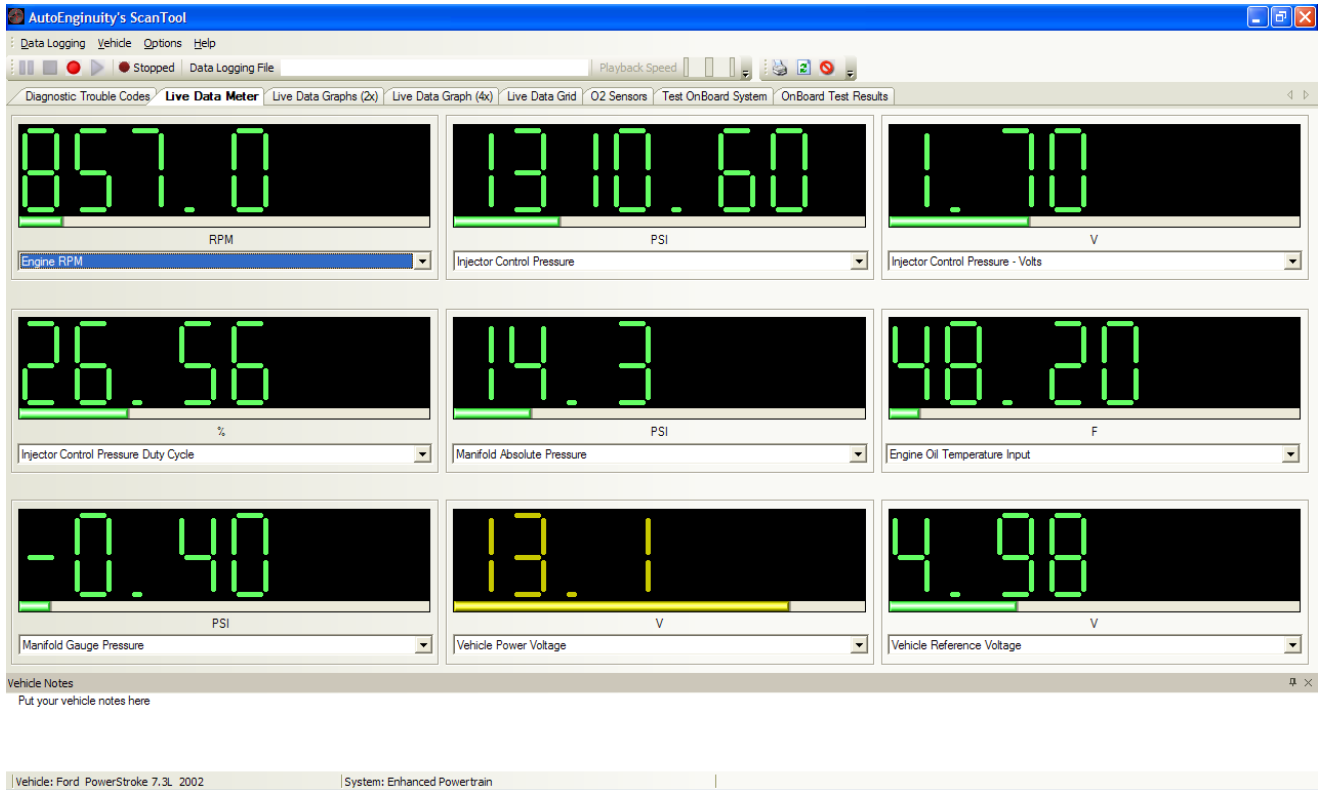 AutoEnginuity's ScanTool
Data Logging Vehicle Options Help
Stopped Data Logging File Playback Speed
Diagnostic Trouble Codes Live Data Meter Live Data Graphs (2x) Live Data Graph (4x) Live Data Grid O2 Sensors Test OnBoard System OnBoard Test Results
857.0 1310.60 1.70
RPM PSI V
Engine RPM Injector Control Pressure Injector Control Pressure - Volts
26.56 14.3 48.20
% PSI F
Injector Control Pressure Duty Cycle Manifold Absolute Pressure Engine Oil Temperature Input
-0.40 13.1 4.98
PSI V V
Manifold Gauge Pressure Vehicle Power Voltage Vehicle Reference Voltage
Vehicle Notes
Put your vehicle notes here
Vehicle: Ford PowerStroke 7.3L 2002 System: Enhanced Powertrain